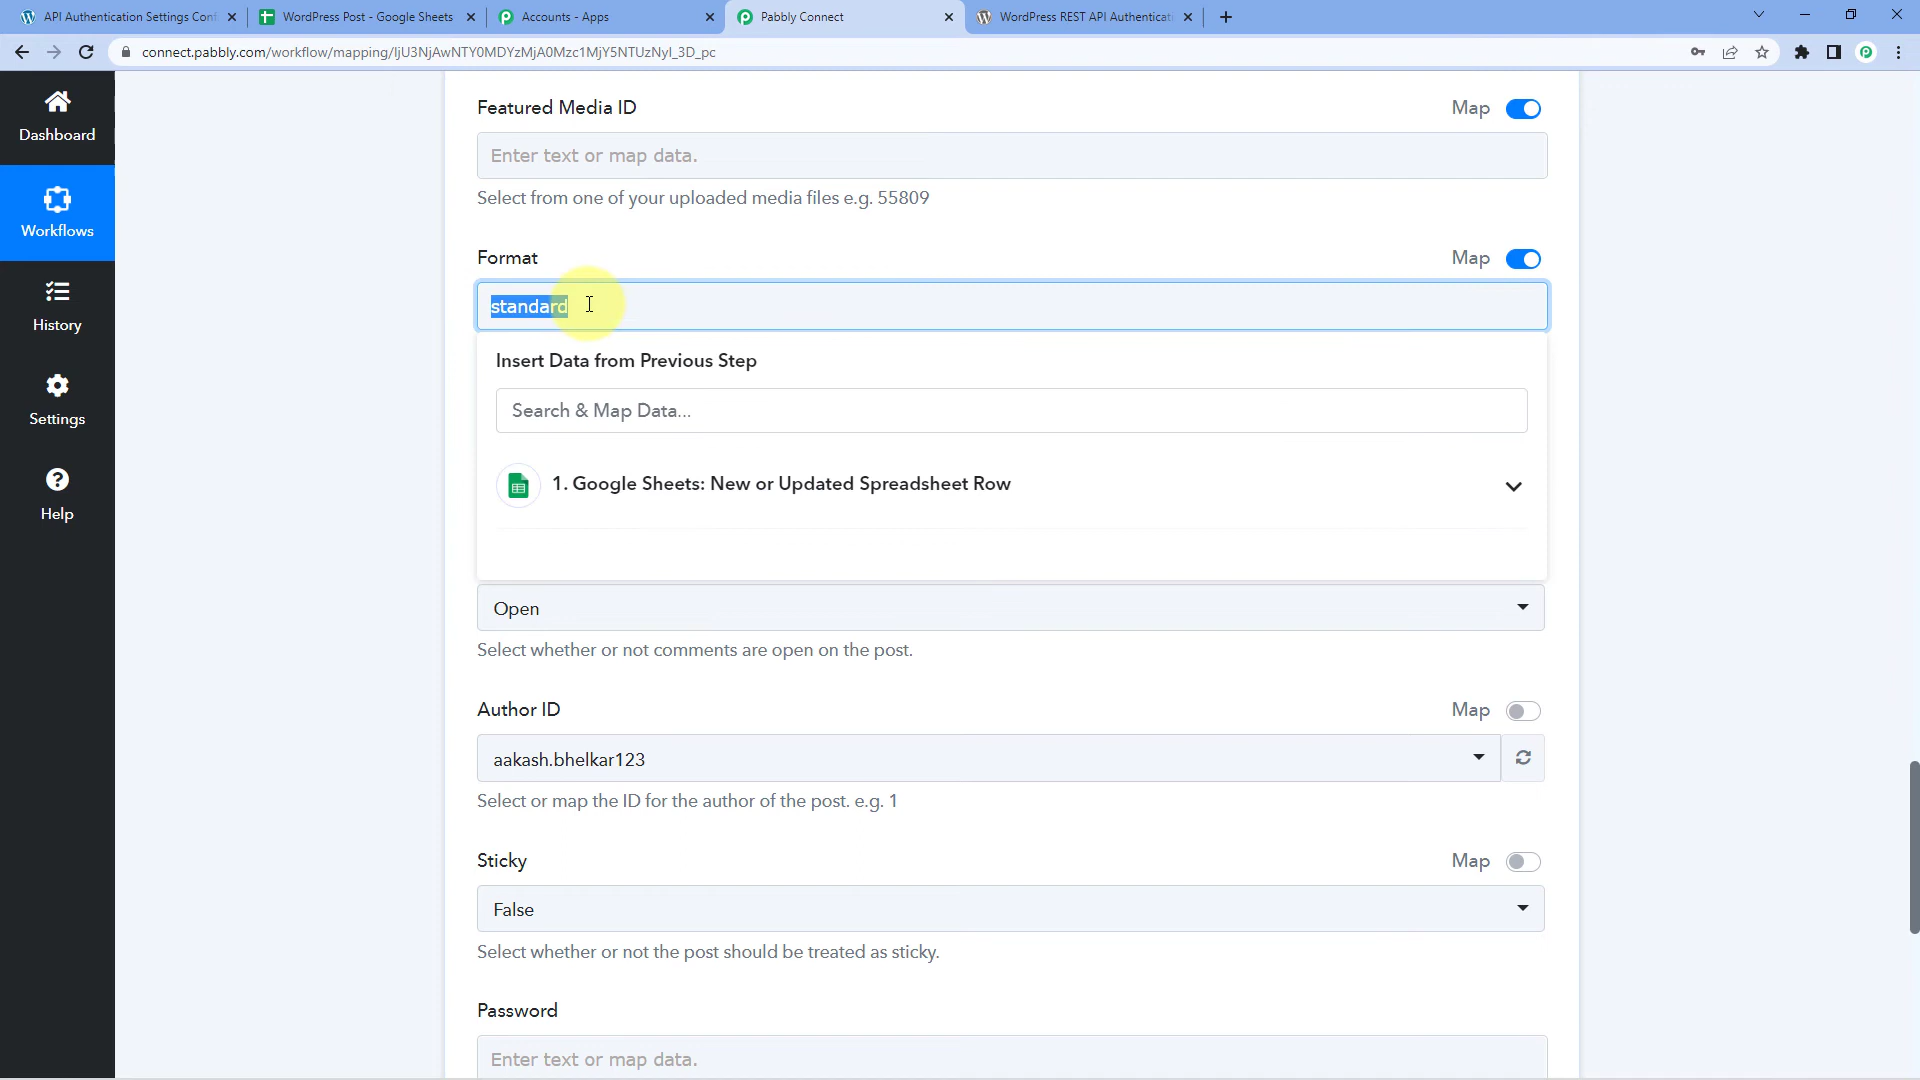 API Authentication Settings Conf
WordPress Post - Google Sheets
Accounts - Apps
Pabbly Connect
WordPress REST API Authenticati
connect.pabbly.com/workflow/mapping/
Dashboard
Workflows
History
Settings
Help
Featured Media ID
Map
Enter text or map data.
Select from one of your uploaded media files e.g. 55809
Format
Map
standard
Insert Data from Previous Step
Search & Map Data...
1. Google Sheets: New or Updated Spreadsheet Row
Open
Select whether or not comments are open on the post.
Author ID
Map
aakash.bhelkar123
Select or map the ID for the author of the post. e.g. 1
Sticky
Map
False
Select whether or not the post should be treated as sticky.
Password
Enter text or map data.